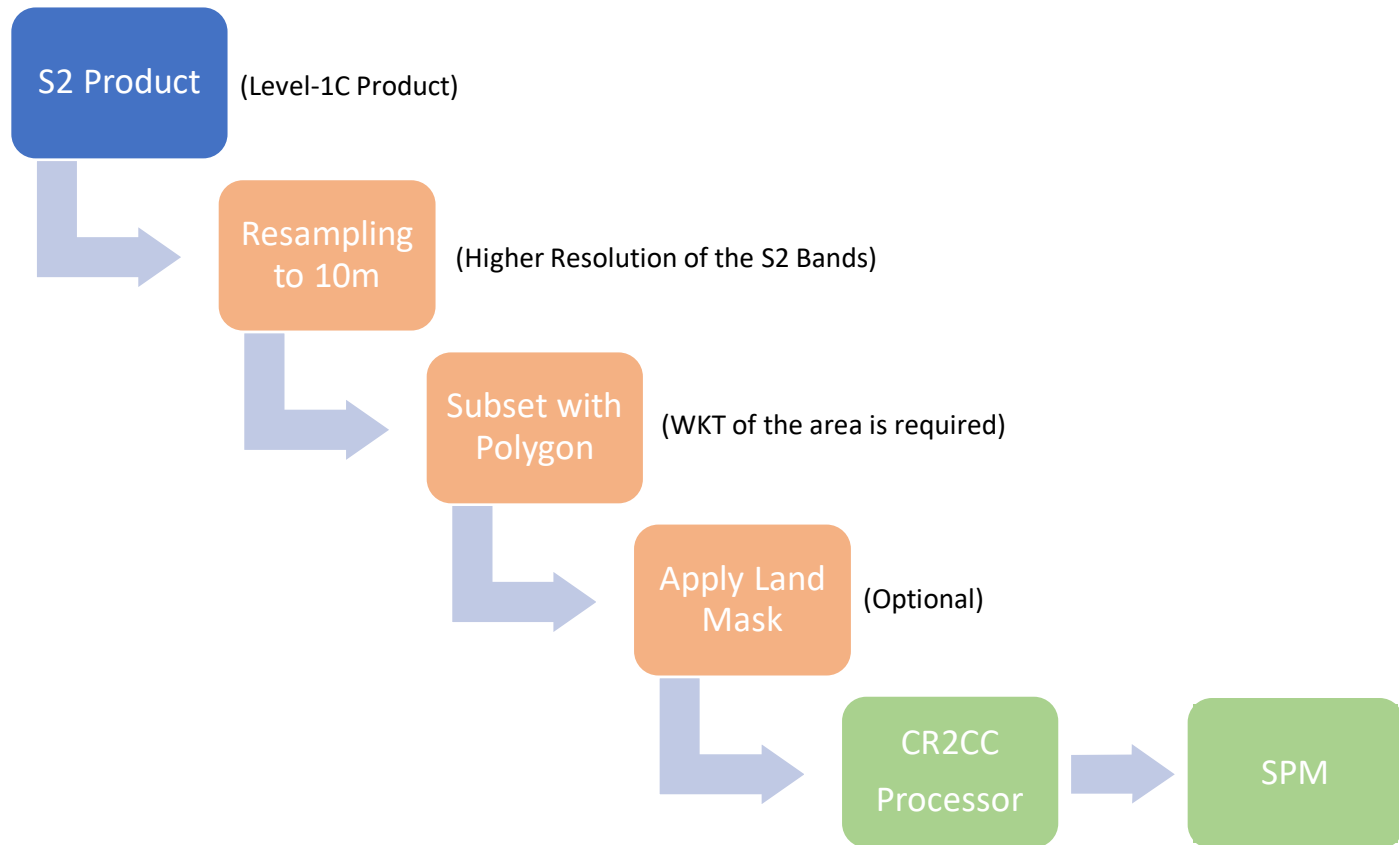 S2 Product
(Level-1C Product)
Resampling
to 10m
(Higher Resolution of the S2 Bands)
Subset with
Polygon
(WKT of the area is required)
Apply Land
Mask
(Optional)
CR2CC
Processor
SPM